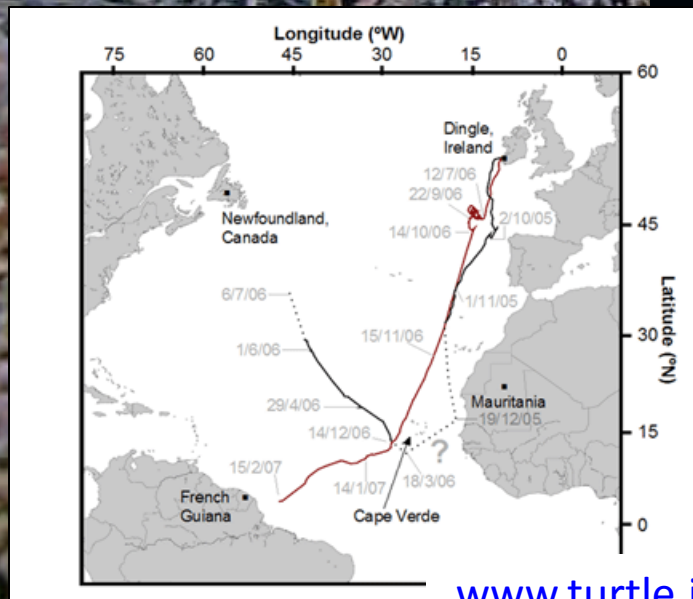 Longitude (ºW)
75 60 45 30 15 0
60
Dingle,
Ireland
12/7/06
22/9/06
2/10/05
14/10/06
45
Newfoundland,
Canada
6/7/06
1/11/05
Latitude (ºN)
1/6/06
15/11/06
30
29/4/06
Mauritania
19/12/05
14/12/06
15
?
15/2/07
14/1/07
18/3/06
French
Guiana
Cape Verde
0